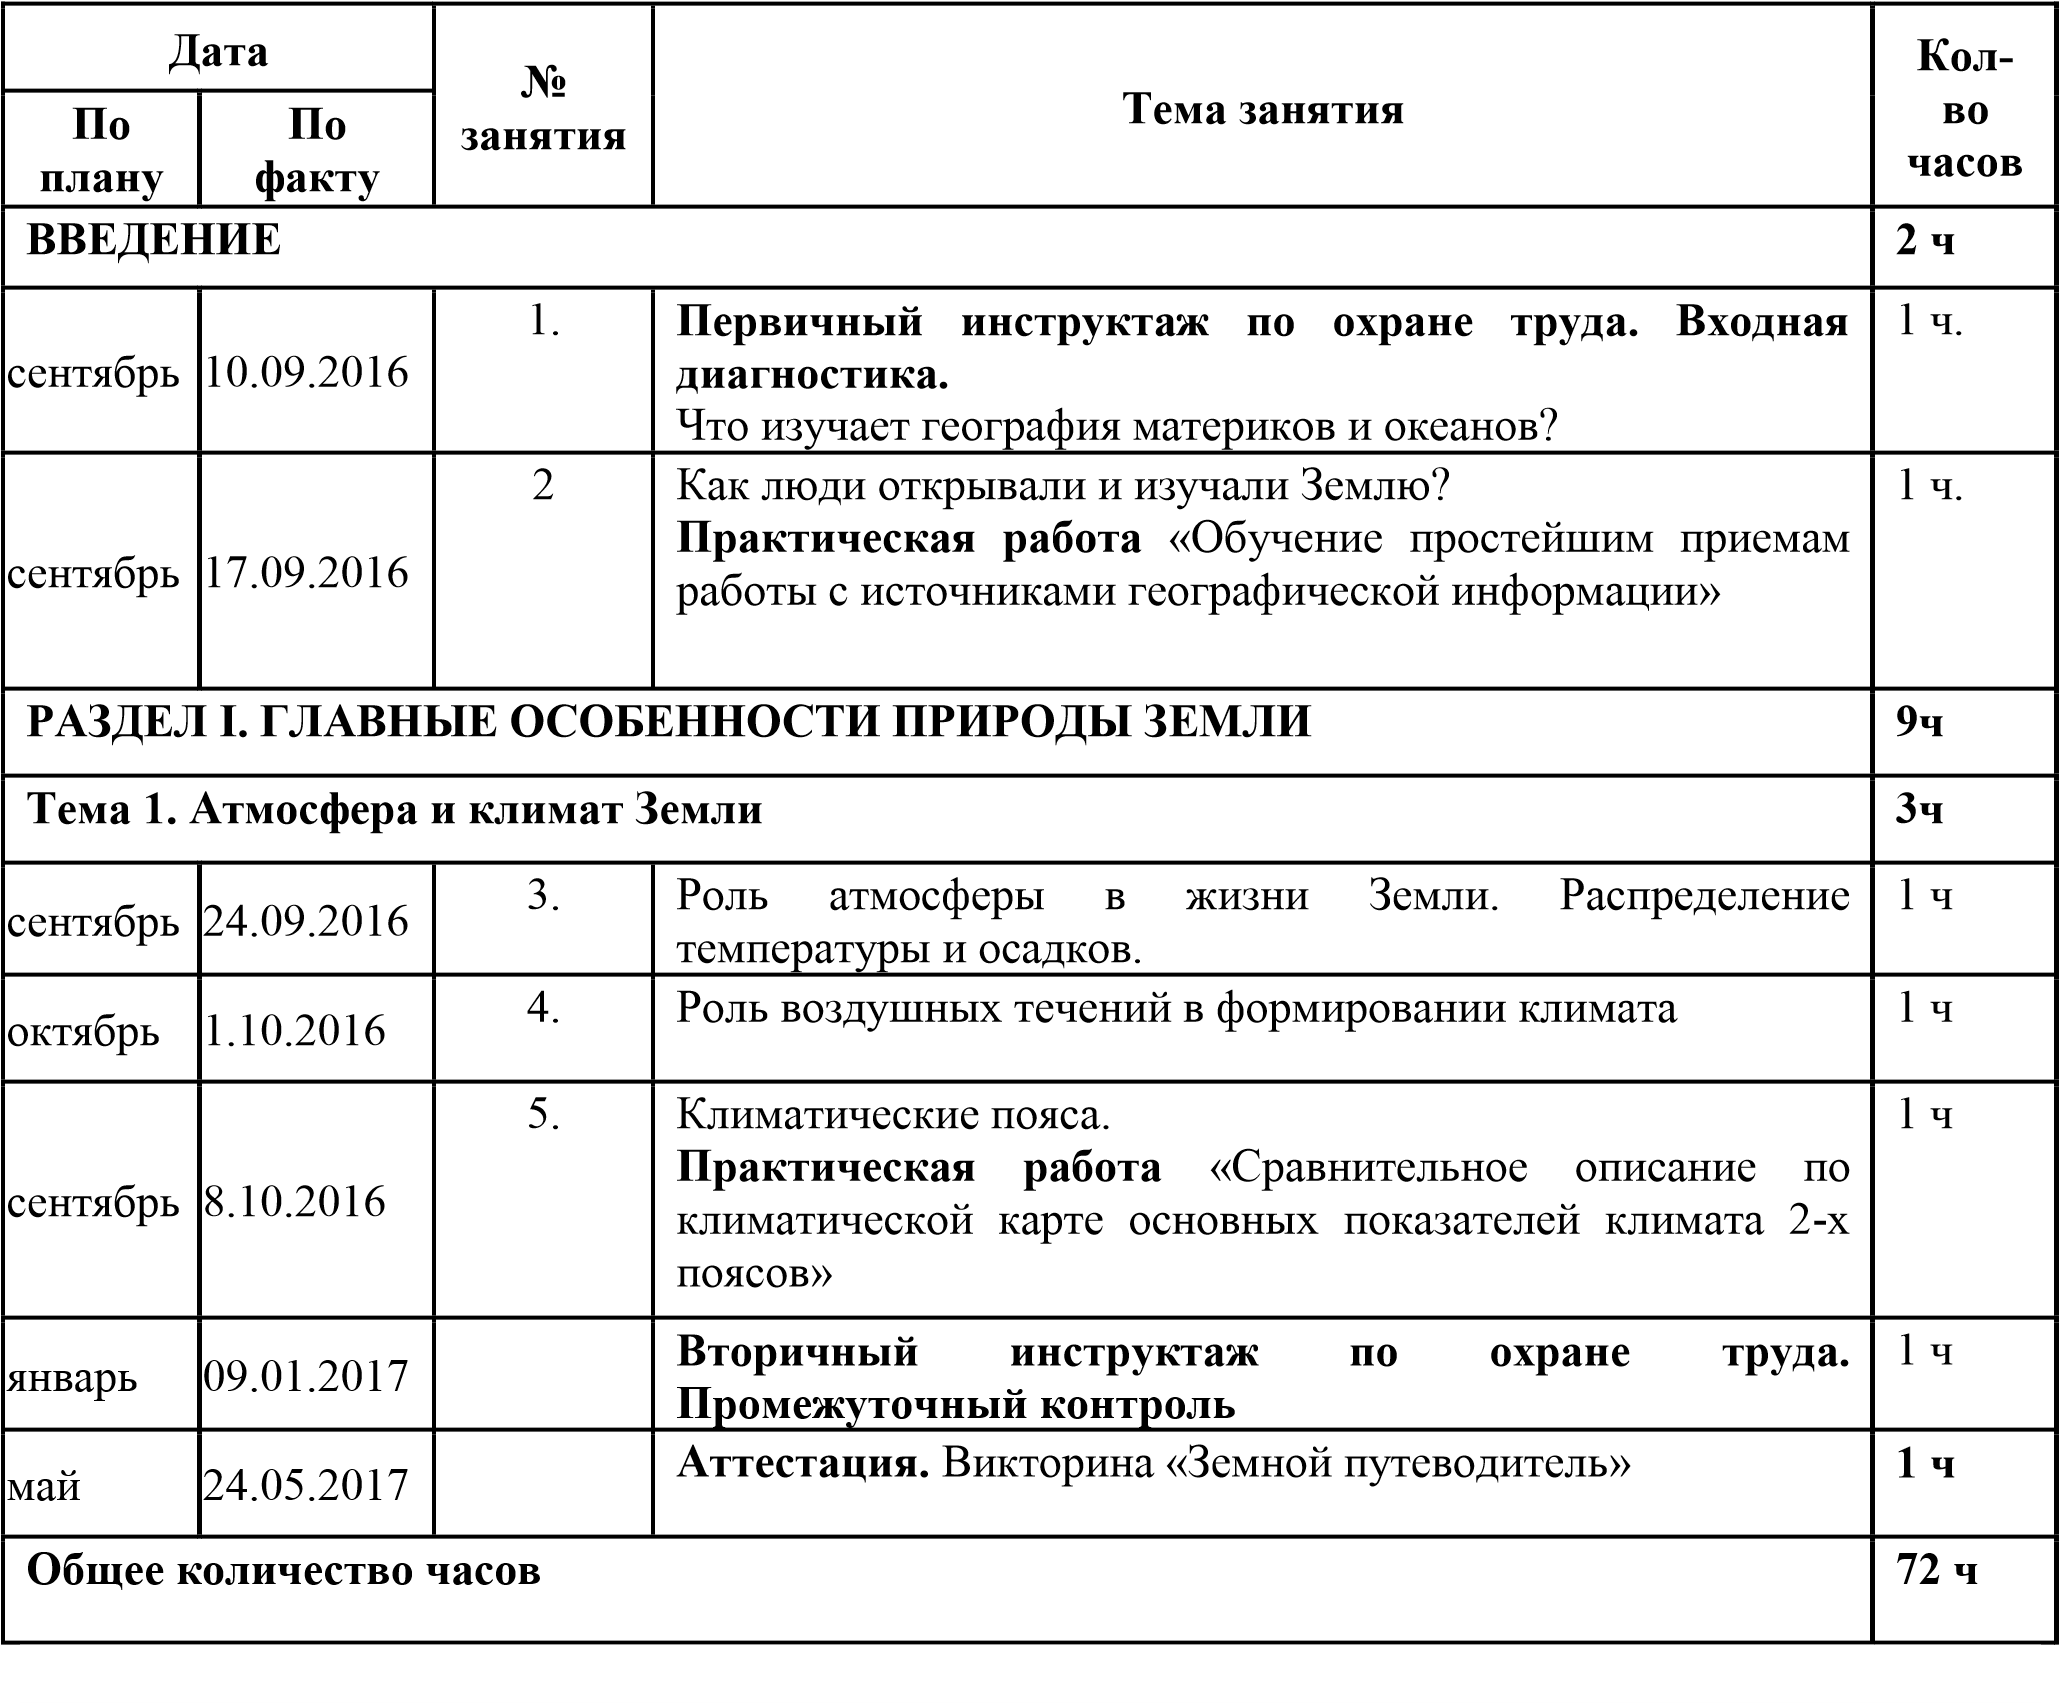 Дата
№
занятия
Тема занятия
Кол-
во
часов
По
плану
По
факту
ВВЕДЕНИЕ
2 ч
сентябрь
10.09.2016
1.
Первичный инструктаж по охране труда. Входная
диагностика.
Что изучает география материков и океанов?
1 ч.
сентябрь
17.09.2016
2
Как люди открывали и изучали Землю?
Практическая работа «Обучение простейшим приемам
работы с источниками географической информации»
1 ч.
РАЗДЕЛ I. ГЛАВНЫЕ ОСОБЕННОСТИ ПРИРОДЫ ЗЕМЛИ
9ч
Тема 1. Атмосфера и климат Земли
3ч
сентябрь
24.09.2016
3.
Роль атмосферы в жизни Земли. Распределение
температуры и осадков.
1 ч
октябрь
1.10.2016
4.
Роль воздушных течений в формировании климата
1 ч
сентябрь
8.10.2016
5.
Климатические пояса.
Практическая работа «Сравнительное описание по
климатической карте основных показателей климата 2-х
поясов»
1 ч
январь
09.01.2017
Вторичный инструктаж по охране труда.
Промежуточный контроль
1 ч
май
24.05.2017
Аттестация. Викторина «Земной путеводитель»
1 ч
Общее количество часов
72 ч